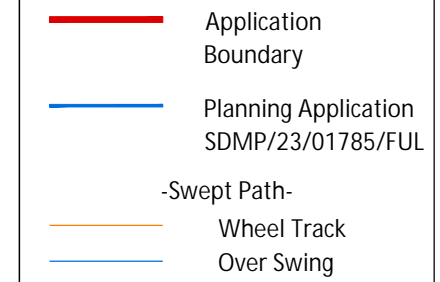 Application
Boundary
Planning Application
SDMP/23/01785/FUL
-Swept Path-
Wheel Track
Over Swing